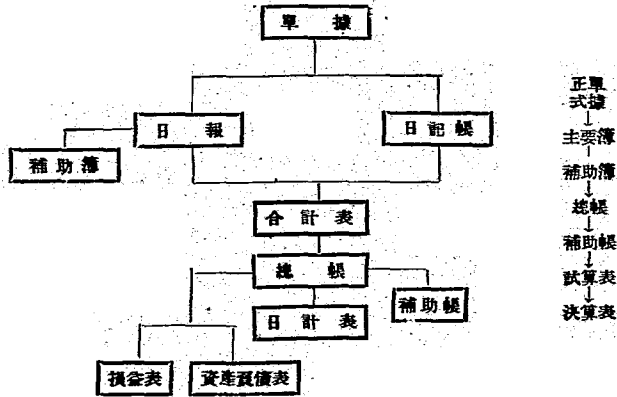 單據
日報
日記帳
補助簿
合計表
總帳
補助帳
日計表
損益表
資產負債表
正式
單據
主要簿
補助簿
總帳
補助帳
試算表
決算表